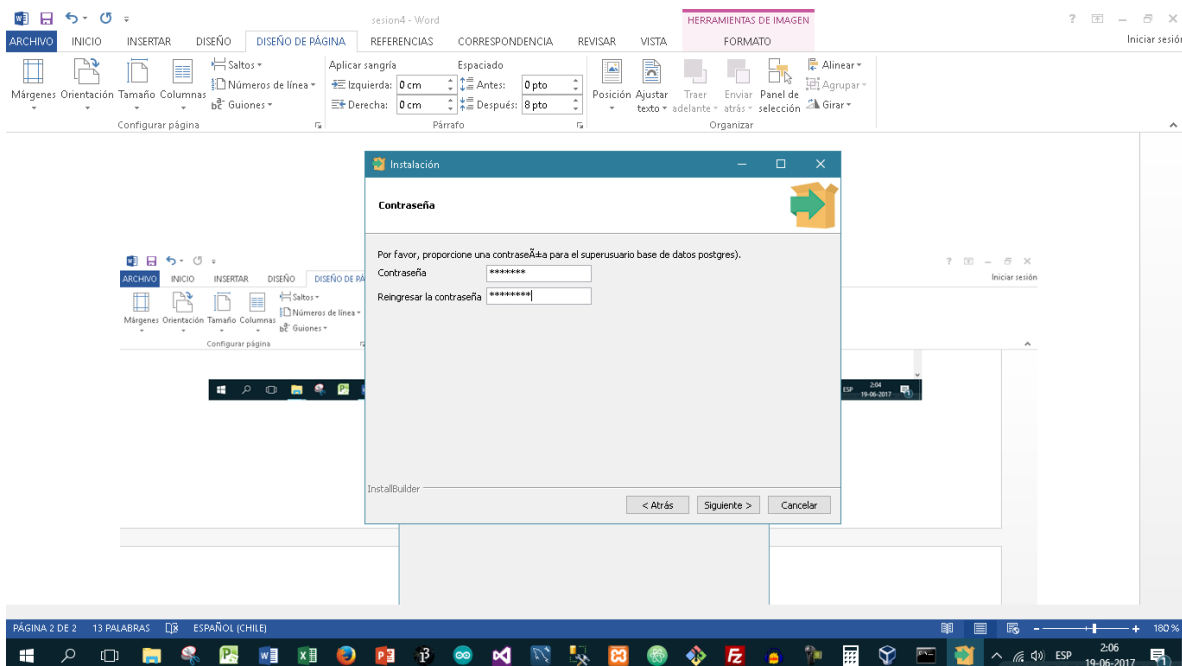 sesion4 - Word
HERRAMIENTAS DE IMAGEN
ARCHIVO INICIO INSERTAR DISEÑO DISEÑO DE PÁGINA REFERENCIAS CORRESPONDENCIA REVISAR VISTA FORMATO Iniciar sesión
Saltos Aplicar sangría Espaciado Alinear
Números de línea Izquierda: 0 cm Antes: 0 pto Agrupar
Márgenes Orientación Tamaño Columnas Posición Ajustar texto Traer adelante Enviar atrás Panel de selección
Guiones Derecha: 0 cm Después: 8 pto Girar
Configurar página Párrafo Organizar
Instalación
Contraseña
Por favor, proporcione una contraseÃ±a para el superusuario base de datos postgres).
Contraseña *******
Reingresar la contraseña ********
InstallBuilder
< Atrás Siguiente > Cancelar
ARCHIVO INICIO INSERTAR DISEÑO DISEÑO DE PÁ
Iniciar sesión
Saltos
Números de línea
Márgenes Orientación Tamaño Columnas
Guiones
Configurar página
ESP 2:04
19-06-2017
PÁGINA 2 DE 2 13 PALABRAS ESPAÑOL (CHILE) 180 %
ESP 2:06
19-06-2017